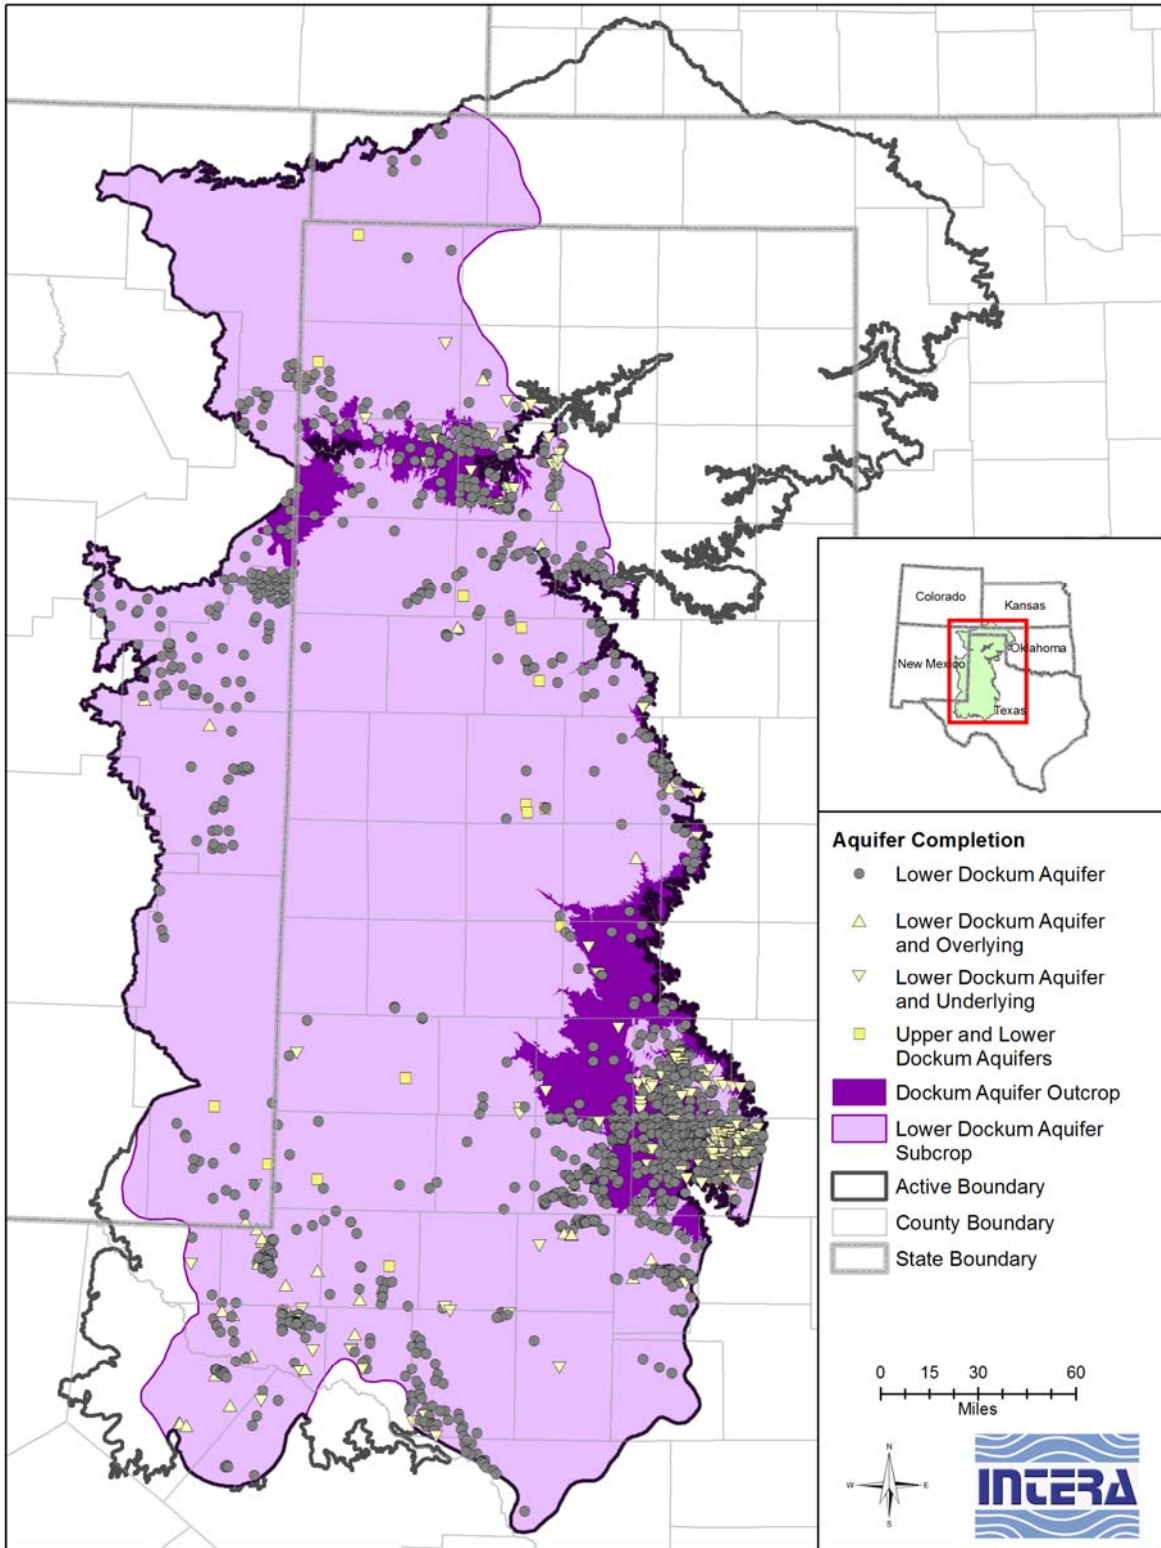 Colorado
Kansas
New Mexico
Oklahoma
Texas
Aquifer Completion
Lower Dockum Aquifer
Lower Dockum Aquifer
and Overlying
Lower Dockum Aquifer
and Underlying
Upper and Lower
Dockum Aquifers
Dockum Aquifer Outcrop
Lower Dockum Aquifer
Subcrop
Active Boundary
County Boundary
State Boundary
0 15 30 60
Miles
N
W E
S
INTERA